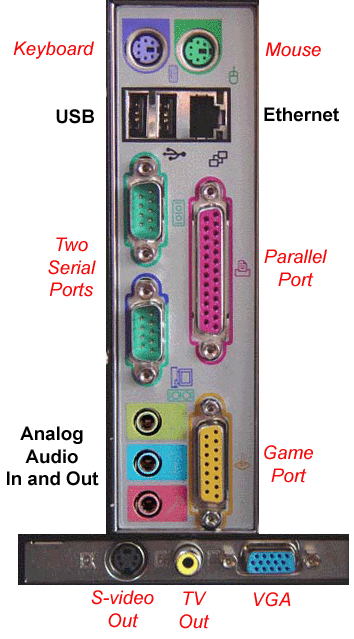 Keyboard
Mouse
USB
Ethernet
Two
Serial
Ports
Parallel
Port
Analog
Audio
In and Out
Game
Port
S-video
Out
TV
Out
VGA